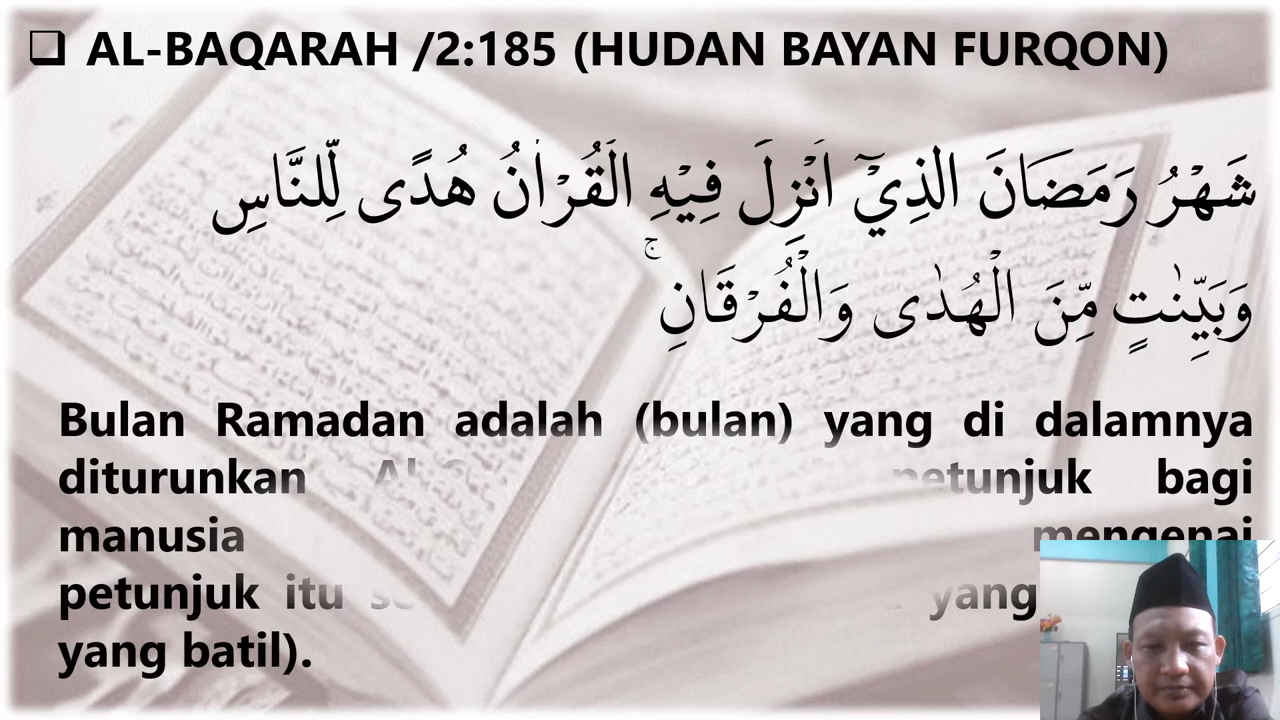 ❑ AL-BAQARAH /2:185 (HUDAN BAYAN FURQON)
شَهْرُ رَمَضَانَ الَّذِيْٓ اُنْزِلَ فِيْهِ الْقُرْاٰنُ هُدًى لِّلنَّاسِ
وَبَيِّنٰتٍ مِّنَ الْهُدٰى وَالْفُرْقَانِۚ
Bulan Ramadan adalah (bulan) yang di dalamnya
diturunkan petunjuk bagi
manusia mengenai
petunjuk itu yang
yang batil).